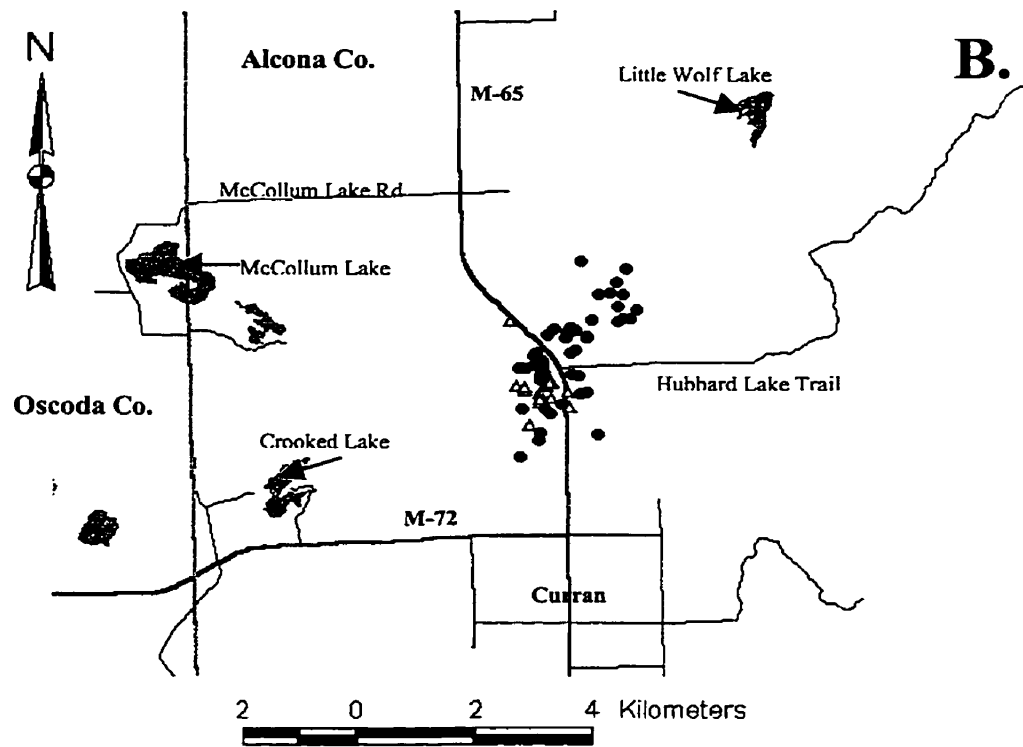 N
Alcona Co.
B.
Little Wolf Lake
M-65
McCollum Lake Rd
McCollum Lake
Hubbard Lake Trail
Oscoda Co.
Crooked Lake
M-72
Curran
2 0 2 4 Kilometers